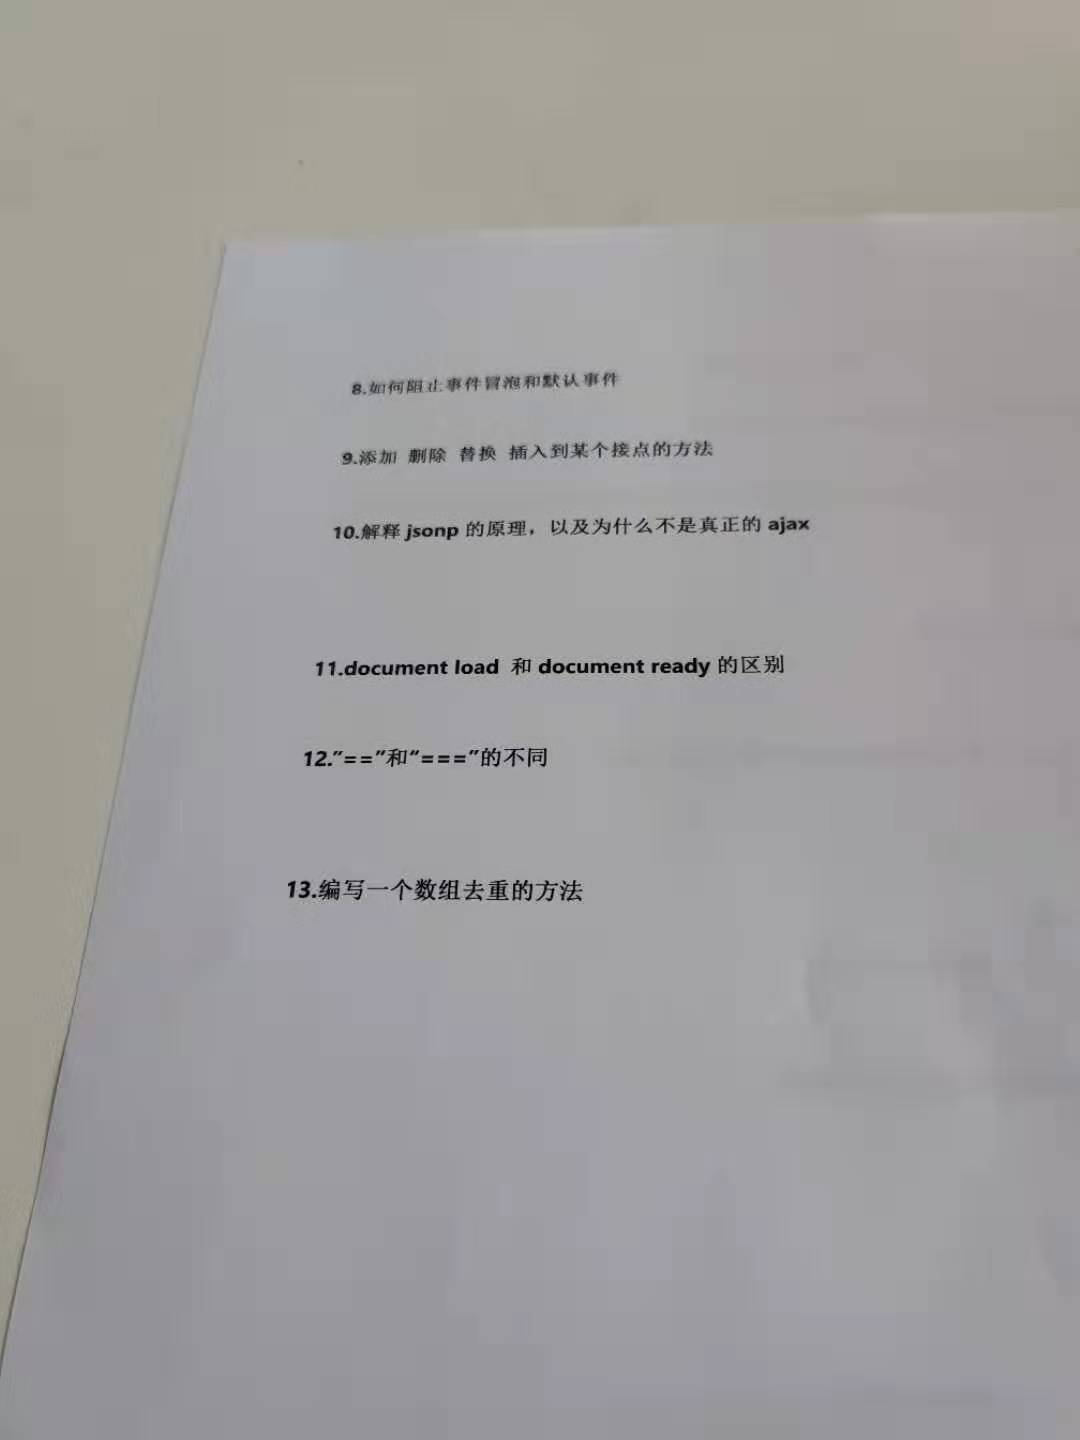 8.如何阻止事件冒泡和默认事件
9.添加 删除 替换 插入到某个接点的方法
10.解释 jsonp 的原理，以及为什么不是真正的 ajax
11.document load 和 document ready 的区别
12.”==”和“===”的不同
13.编写一个数组去重的方法